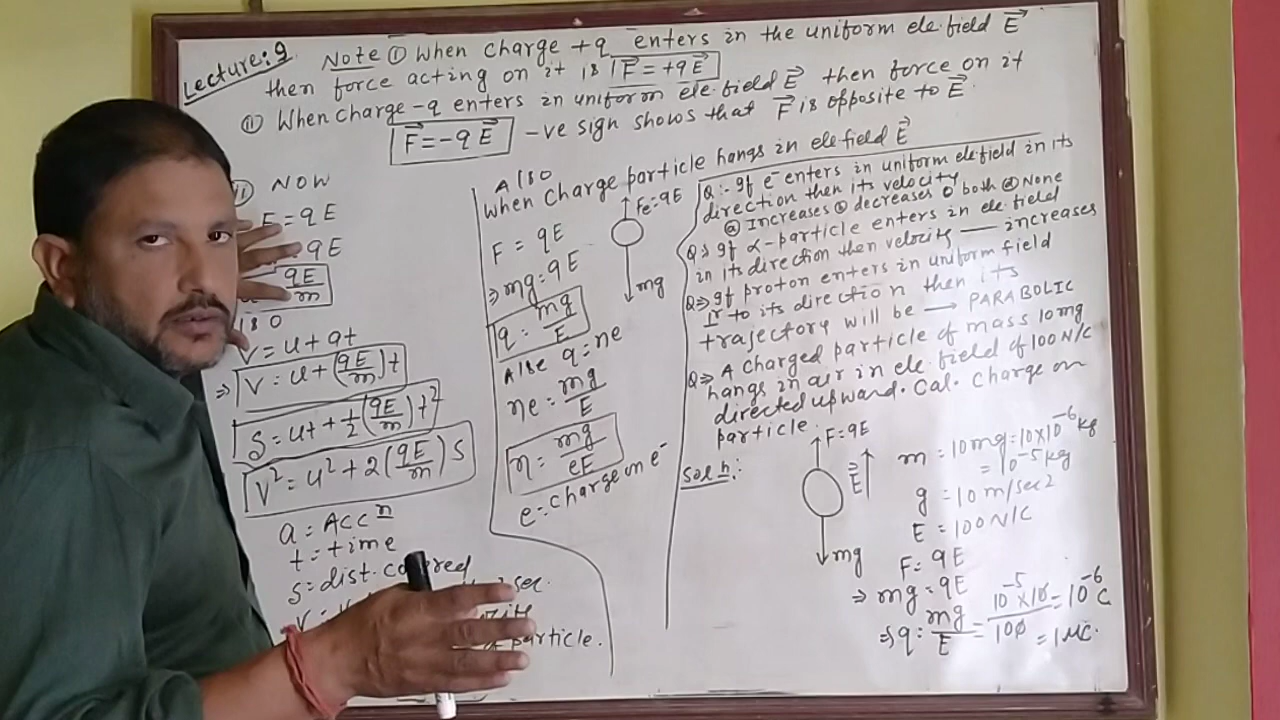 Lecture: 9
Note ① When charge +q enters in the uniform ele. field E⃗
then force acting on it is F⃗ = +qE⃗
⑪ When charge -q enters in uniform ele. field E⃗ then force on it
F⃗ = -qE⃗ -ve sign shows that F⃗ is opposite to E⃗.
Now
F = qE
qE
qE/m
V = u + at
⇒ V = u + (qE/m)t
S = ut + 1/2 (qE/m) t²
V² = u² + 2(qE/m) S
a = Accⁿ
t = time
S = dist. covered
sec.
particle.
Also
When Charge particle hangs in ele. field E⃗
F = qE
⇒ mg = qE
q = mg/E
Also q = ne
ne = mg/E
n = mg/eE
e = charge on e⁻
Fe = qE
mg
Q:- If e⁻ enters in uniform ele. field in its
direction then its velocity
ⓐ Increases ⓑ decreases ⓒ both ⓓ None
Q⇒ If α-particle enters in ele. field
in its direction then velocity — increases
Q⇒ If proton enters in uniform field
⊥r to its direction then its
trajectory will be → PARABOLIC
Q⇒ A charged particle of mass 10mg
hangs in air in ele. field of 100 N/C
directed upward. Cal. charge on
particle.
Solⁿ:
F = qE
E⃗
mg
m = 10mg = 10×10⁻⁶ kg
= 10⁻⁵ kg
g = 10 m/sec²
E = 100 N/C
F = qE
⇒ mg = qE
⇒ q = mg/E = 10⁻⁵×10/100 = 10⁻⁶ C
= 1 μC.